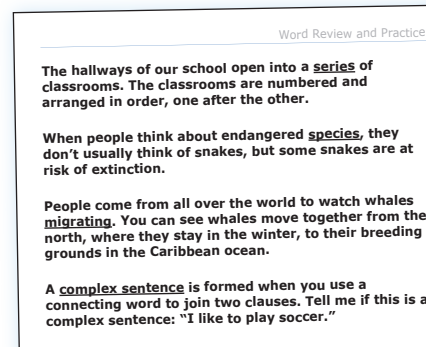 Word Review and Practice
The hallways of our school open into a series of
classrooms. The classrooms are numbered and
arranged in order, one after the other.
When people think about endangered species, they
don’t usually think of snakes, but some snakes are at
risk of extinction.
People come from all over the world to watch whales
migrating. You can see whales move together from the
north, where they stay in the winter, to their breeding
grounds in the Caribbean ocean.
A complex sentence is formed when you use a
connecting word to join two clauses. Tell me if this is a
complex sentence: “I like to play soccer.”